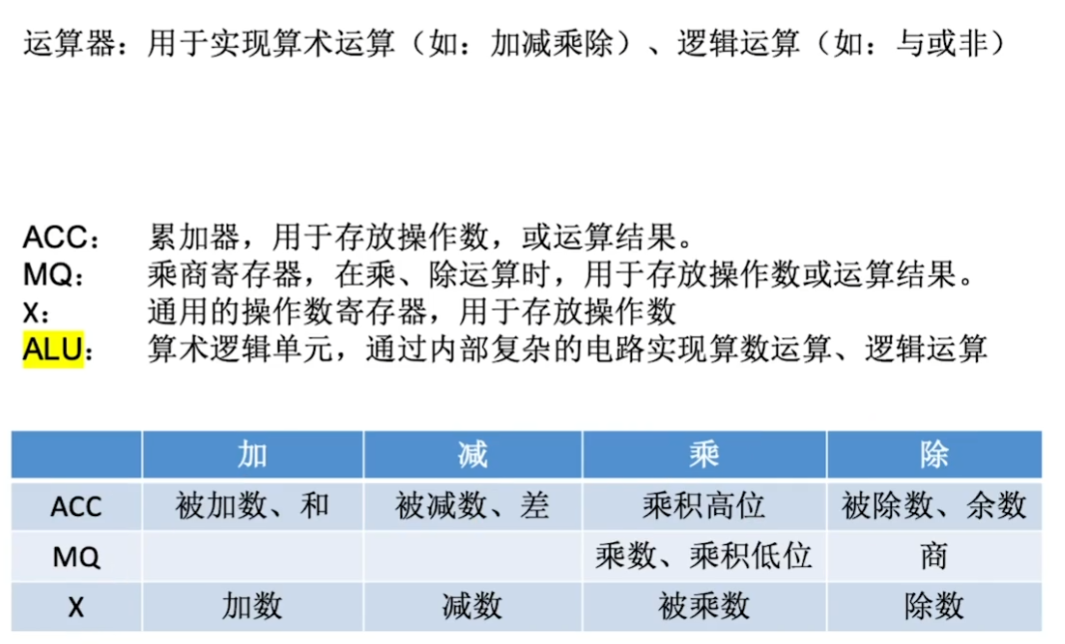 运算器：用于实现算术运算（如：加减乘除）、逻辑运算（如：与或非）
ACC： 累加器，用于存放操作数，或运算结果。
MQ： 乘商寄存器，在乘、除运算时，用于存放操作数或运算结果。
X： 通用的操作数寄存器，用于存放操作数
ALU： 算术逻辑单元，通过内部复杂的电路实现算数运算、逻辑运算
加 减 乘 除
ACC 被加数、和 被减数、差 乘积高位 被除数、余数
MQ 乘数、乘积低位 商
X 加数 减数 被乘数 除数